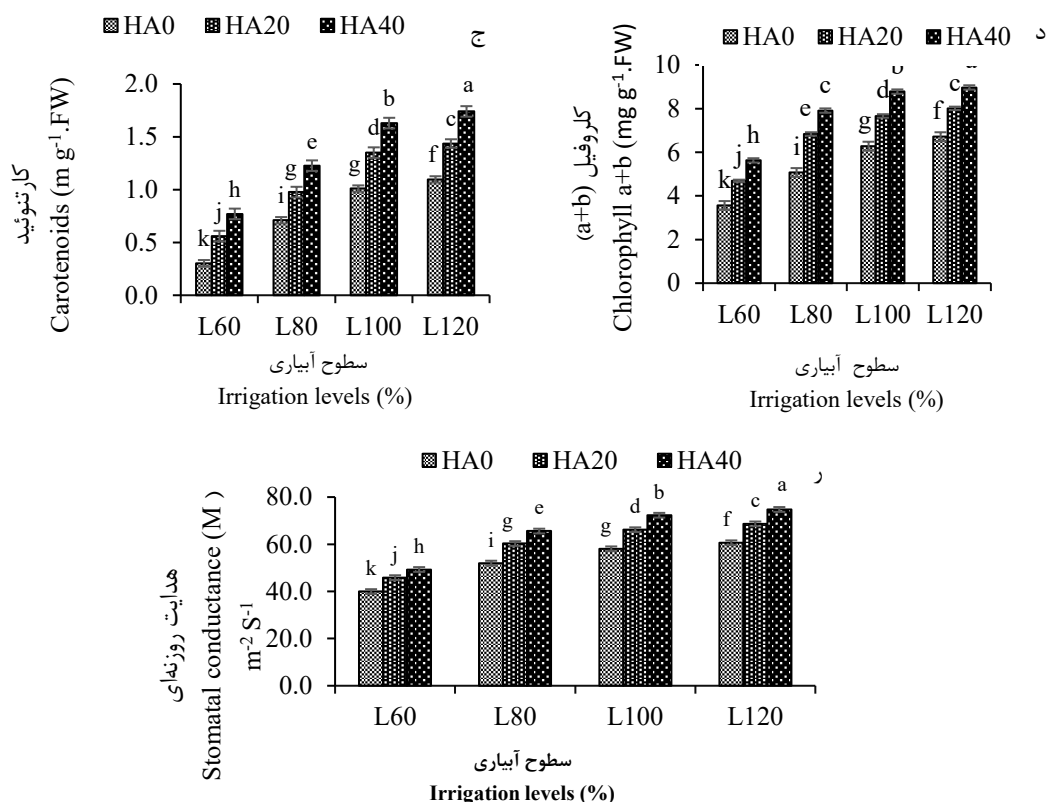 HA0 HA20 HA40
ج
کارتنوئید
Carotenoids (m g-1.FW)
2.0
1.5
1.0
0.5
0.0
k j h
i g e
g d b
f c a
L60 L80 L100 L120
سطوح آبیاری
Irrigation levels (%)
HA0 HA20 HA40
د
کلروفیل (a+b)
Chlorophyll a+b (mg g-1.FW)
10
8
6
4
2
0
k j h
i e c
g d b
f c
L60 L80 L100 L120
سطوح آبیاری
Irrigation levels (%)
HA0 HA20 HA40
ر
هدایت روزنه‌ای
Stomatal conductance (M )
m-2 S-1
80.0
60.0
40.0
20.0
0.0
k j h
i g e
g d b
f c a
L60 L80 L100 L120
سطوح آبیاری
Irrigation levels (%)